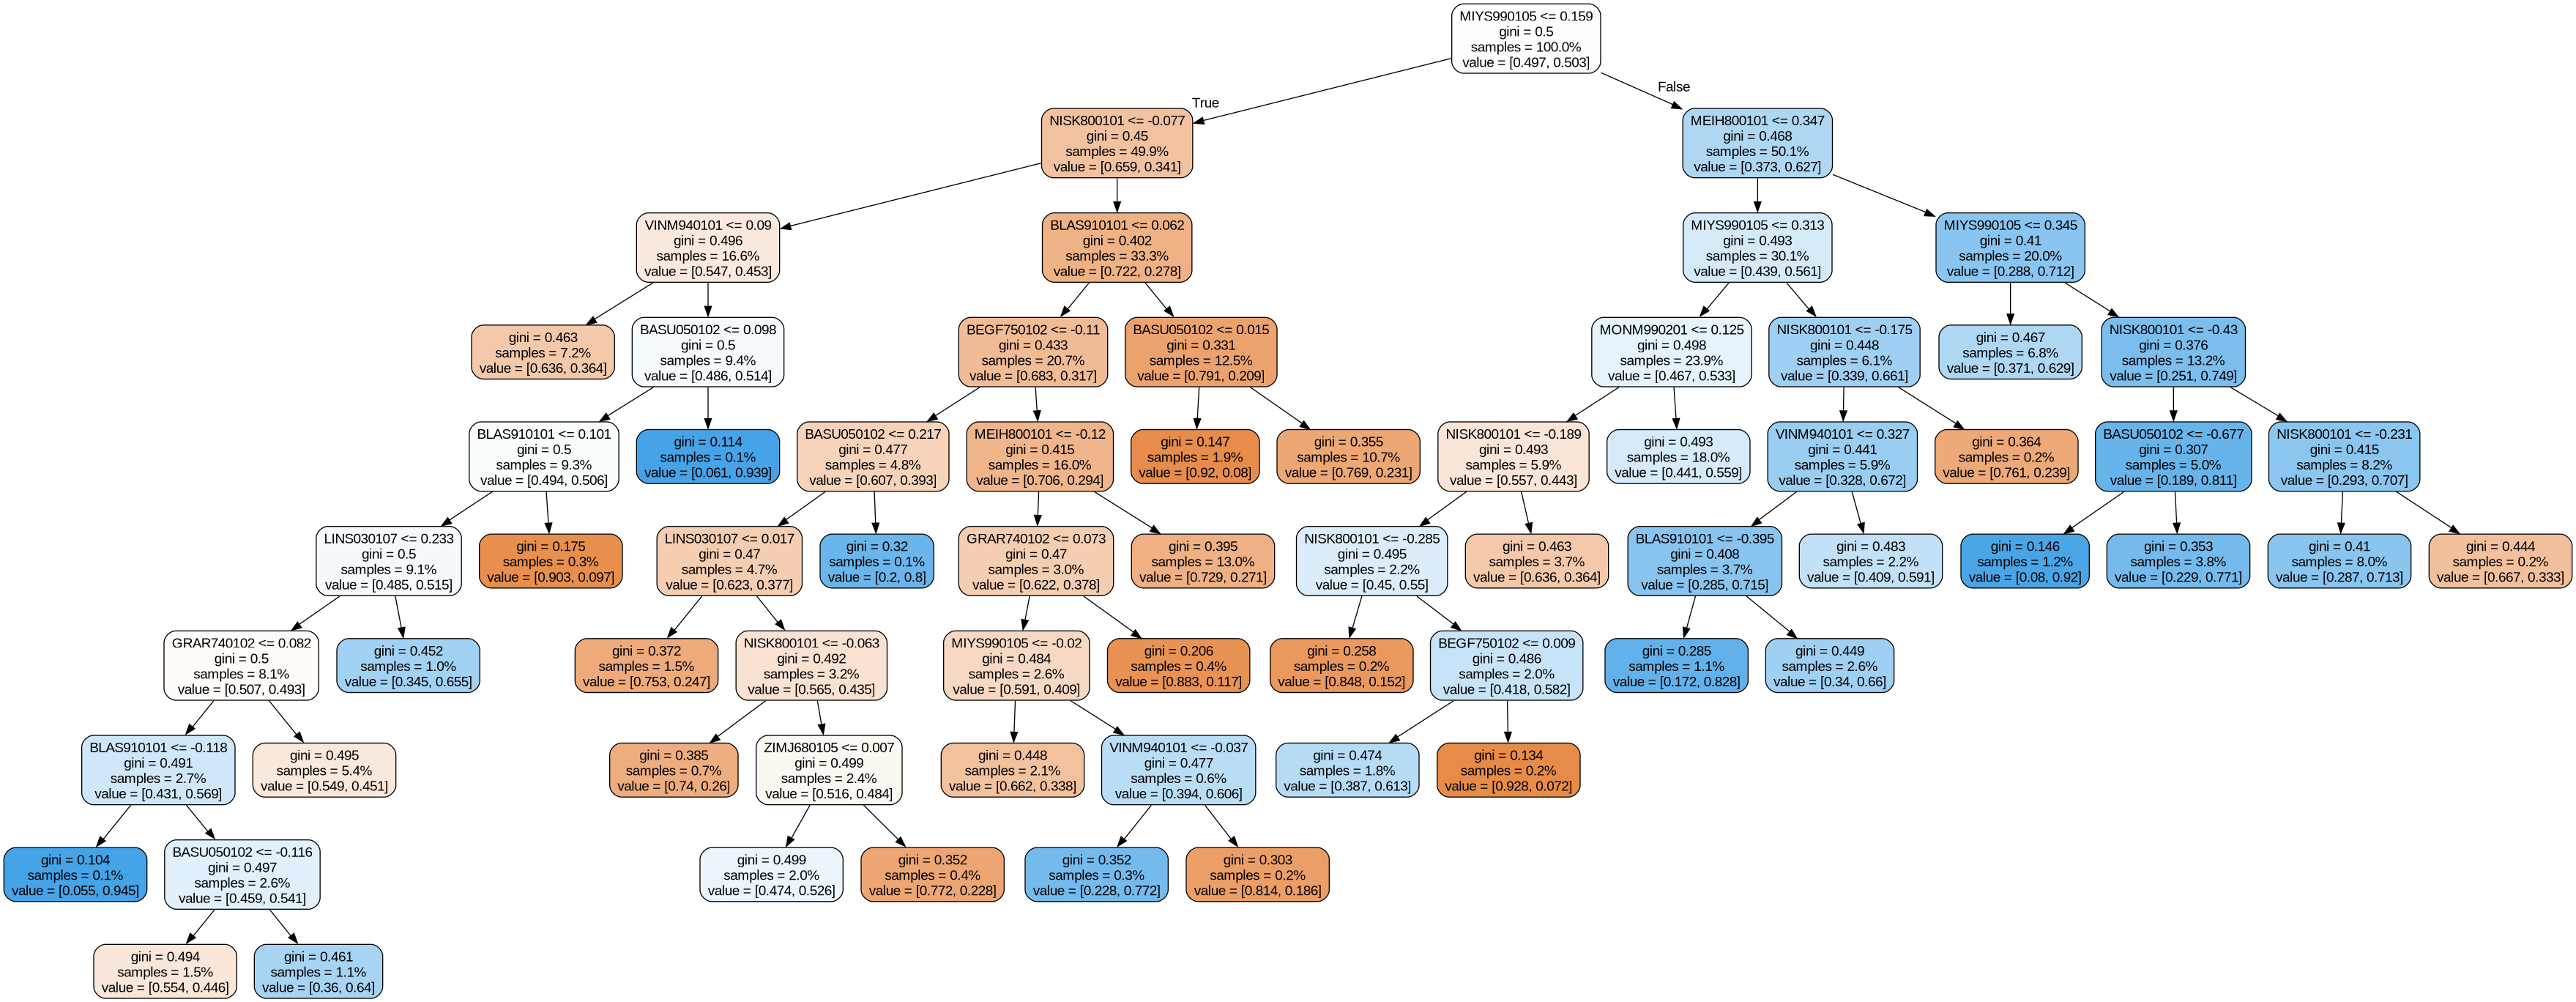 MIYS990105 <= 0.159
gini = 0.5
samples = 100.0%
value = [0.497, 0.503]
True
False
NISK800101 <= -0.077
gini = 0.45
samples = 49.9%
value = [0.659, 0.341]
MEIH800101 <= 0.347
gini = 0.468
samples = 50.1%
value = [0.373, 0.627]
VINM940101 <= 0.09
gini = 0.496
samples = 16.6%
value = [0.547, 0.453]
BLAS910101 <= 0.062
gini = 0.402
samples = 33.3%
value = [0.722, 0.278]
MIYS990105 <= 0.313
gini = 0.493
samples = 30.1%
value = [0.439, 0.561]
MIYS990105 <= 0.345
gini = 0.41
samples = 20.0%
value = [0.288, 0.712]
gini = 0.463
samples = 7.2%
value = [0.636, 0.364]
BASU050102 <= 0.098
gini = 0.5
samples = 9.4%
value = [0.486, 0.514]
BEGF750102 <= -0.11
gini = 0.433
samples = 20.7%
value = [0.683, 0.317]
BASU050102 <= 0.015
gini = 0.331
samples = 12.5%
value = [0.791, 0.209]
MONM990201 <= 0.125
gini = 0.498
samples = 23.9%
value = [0.467, 0.533]
NISK800101 <= -0.175
gini = 0.448
samples = 6.1%
value = [0.339, 0.661]
gini = 0.467
samples = 6.8%
value = [0.371, 0.629]
NISK800101 <= -0.43
gini = 0.376
samples = 13.2%
value = [0.251, 0.749]
BLAS910101 <= 0.101
gini = 0.5
samples = 9.3%
value = [0.494, 0.506]
gini = 0.114
samples = 0.1%
value = [0.061, 0.939]
BASU050102 <= 0.217
gini = 0.477
samples = 4.8%
value = [0.607, 0.393]
MEIH800101 <= -0.12
gini = 0.415
samples = 16.0%
value = [0.706, 0.294]
gini = 0.147
samples = 1.9%
value = [0.92, 0.08]
gini = 0.355
samples = 10.7%
value = [0.769, 0.231]
NISK800101 <= -0.189
gini = 0.493
samples = 5.9%
value = [0.557, 0.443]
gini = 0.493
samples = 18.0%
value = [0.441, 0.559]
VINM940101 <= 0.327
gini = 0.441
samples = 5.9%
value = [0.328, 0.672]
gini = 0.364
samples = 0.2%
value = [0.761, 0.239]
BASU050102 <= -0.677
gini = 0.307
samples = 5.0%
value = [0.189, 0.811]
NISK800101 <= -0.231
gini = 0.415
samples = 8.2%
value = [0.293, 0.707]
LINS030107 <= 0.233
gini = 0.5
samples = 9.1%
value = [0.485, 0.515]
gini = 0.175
samples = 0.3%
value = [0.903, 0.097]
LINS030107 <= 0.017
gini = 0.47
samples = 4.7%
value = [0.623, 0.377]
gini = 0.32
samples = 0.1%
value = [0.2, 0.8]
GRAR740102 <= 0.073
gini = 0.47
samples = 3.0%
value = [0.622, 0.378]
gini = 0.395
samples = 13.0%
value = [0.729, 0.271]
NISK800101 <= -0.285
gini = 0.495
samples = 2.2%
value = [0.45, 0.55]
gini = 0.463
samples = 3.7%
value = [0.636, 0.364]
BLAS910101 <= -0.395
gini = 0.408
samples = 3.7%
value = [0.285, 0.715]
gini = 0.483
samples = 2.2%
value = [0.409, 0.591]
gini = 0.146
samples = 1.2%
value = [0.08, 0.92]
gini = 0.353
samples = 3.8%
value = [0.229, 0.771]
gini = 0.41
samples = 8.0%
value = [0.287, 0.713]
gini = 0.444
samples = 0.2%
value = [0.667, 0.333]
GRAR740102 <= 0.082
gini = 0.5
samples = 8.1%
value = [0.507, 0.493]
gini = 0.452
samples = 1.0%
value = [0.345, 0.655]
gini = 0.372
samples = 1.5%
value = [0.753, 0.247]
NISK800101 <= -0.063
gini = 0.492
samples = 3.2%
value = [0.565, 0.435]
MIYS990105 <= -0.02
gini = 0.484
samples = 2.6%
value = [0.591, 0.409]
gini = 0.206
samples = 0.4%
value = [0.883, 0.117]
gini = 0.258
samples = 0.2%
value = [0.848, 0.152]
BEGF750102 <= 0.009
gini = 0.486
samples = 2.0%
value = [0.418, 0.582]
gini = 0.285
samples = 1.1%
value = [0.172, 0.828]
gini = 0.449
samples = 2.6%
value = [0.34, 0.66]
BLAS910101 <= -0.118
gini = 0.491
samples = 2.7%
value = [0.431, 0.569]
gini = 0.495
samples = 5.4%
value = [0.549, 0.451]
gini = 0.385
samples = 0.7%
value = [0.74, 0.26]
ZIMJ680105 <= 0.007
gini = 0.499
samples = 2.4%
value = [0.516, 0.484]
gini = 0.448
samples = 2.1%
value = [0.662, 0.338]
VINM940101 <= -0.037
gini = 0.477
samples = 0.6%
value = [0.394, 0.606]
gini = 0.474
samples = 1.8%
value = [0.387, 0.613]
gini = 0.134
samples = 0.2%
value = [0.928, 0.072]
gini = 0.104
samples = 0.1%
value = [0.055, 0.945]
BASU050102 <= -0.116
gini = 0.497
samples = 2.6%
value = [0.459, 0.541]
gini = 0.499
samples = 2.0%
value = [0.474, 0.526]
gini = 0.352
samples = 0.4%
value = [0.772, 0.228]
gini = 0.352
samples = 0.3%
value = [0.228, 0.772]
gini = 0.303
samples = 0.2%
value = [0.814, 0.186]
gini = 0.494
samples = 1.5%
value = [0.554, 0.446]
gini = 0.461
samples = 1.1%
value = [0.36, 0.64]